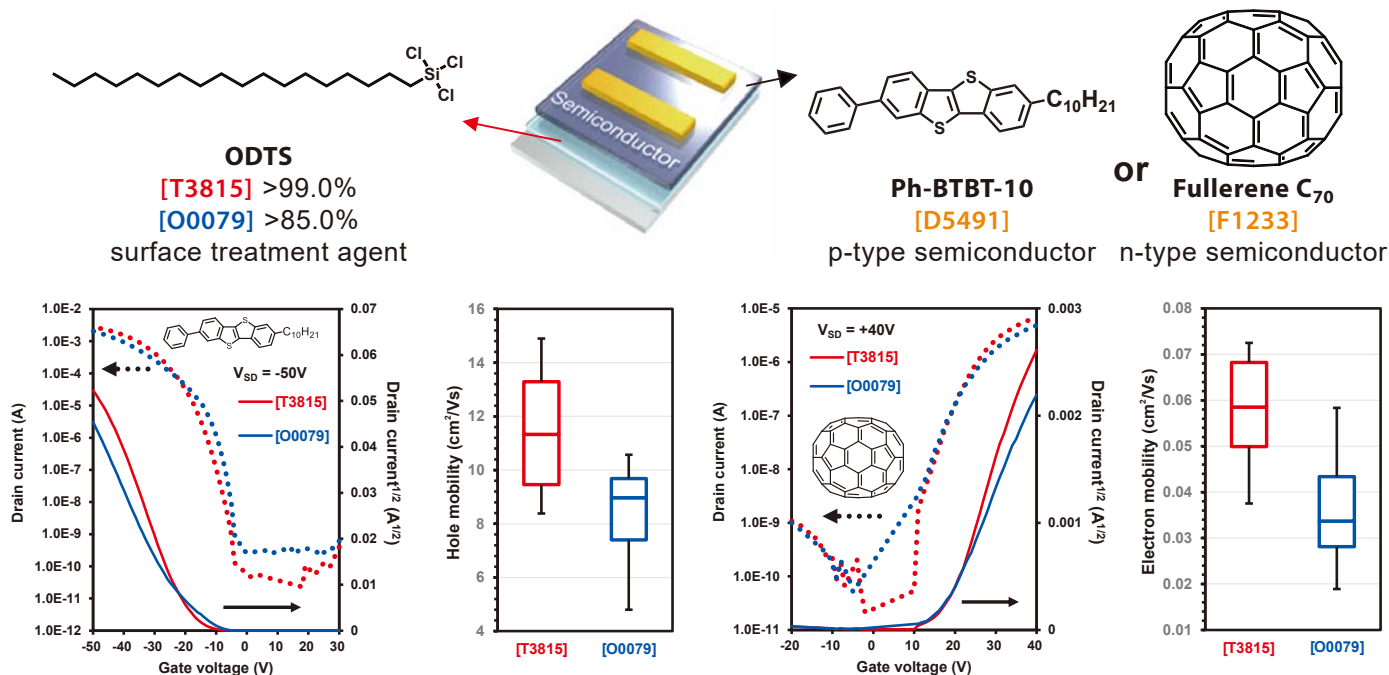 Cl
Cl
Si
Cl
Cl
ODTS
[T3815] >99.0%
[O0079] >85.0%
surface treatment agent
Semiconductor
S
S
C10H21
Ph-BTBT-10
[D5491]
p-type semiconductor
or
Fullerene C70
[F1233]
n-type semiconductor
Drain current (A)
1.0E-2
1.0E-3
1.0E-4
1.0E-5
1.0E-6
1.0E-7
1.0E-8
1.0E-9
1.0E-10
1.0E-11
1.0E-12
S
S
C10H21
VSD = -50V
[T3815]
[O0079]
0.07
0.06
0.05
0.04
0.03
0.02
0.01
0
Drain current1/2 (A1/2)
-50 -40 -30 -20 -10 0 10 20 30
Gate voltage (V)
Hole mobility (cm2/Vs)
16
14
12
10
8
6
4
[T3815] [O0079]
Drain current (A)
1.0E-5
1.0E-6
1.0E-7
1.0E-8
1.0E-9
1.0E-10
1.0E-11
VSD = +40V
[T3815]
[O0079]
0.003
0.002
0.001
0
Drain current1/2 (A1/2)
-20 -10 0 10 20 30 40
Gate voltage (V)
Electron mobility (cm2/Vs)
0.08
0.07
0.06
0.05
0.04
0.03
0.02
0.01
[T3815] [O0079]